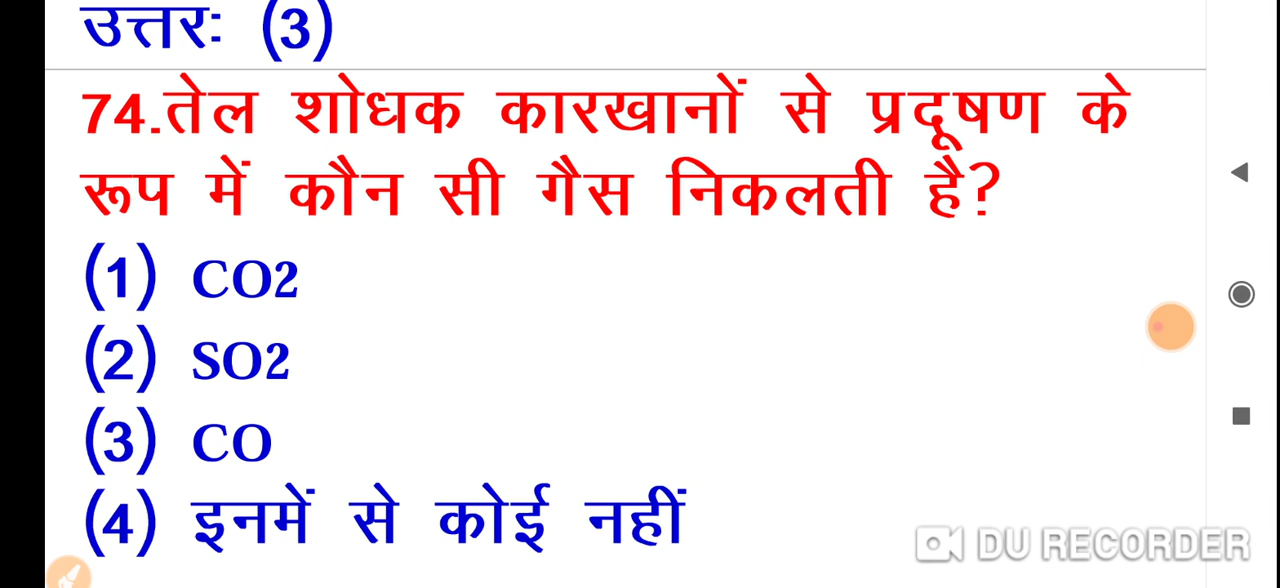 उत्तरः (3)
74.तेल शोधक कारखानों से प्रदूषण के
रूप में कौन सी गैस निकलती है?
(1) CO2
(2) SO2
(3) CO
(4) इनमें से कोई नहीं
DU RECORDER